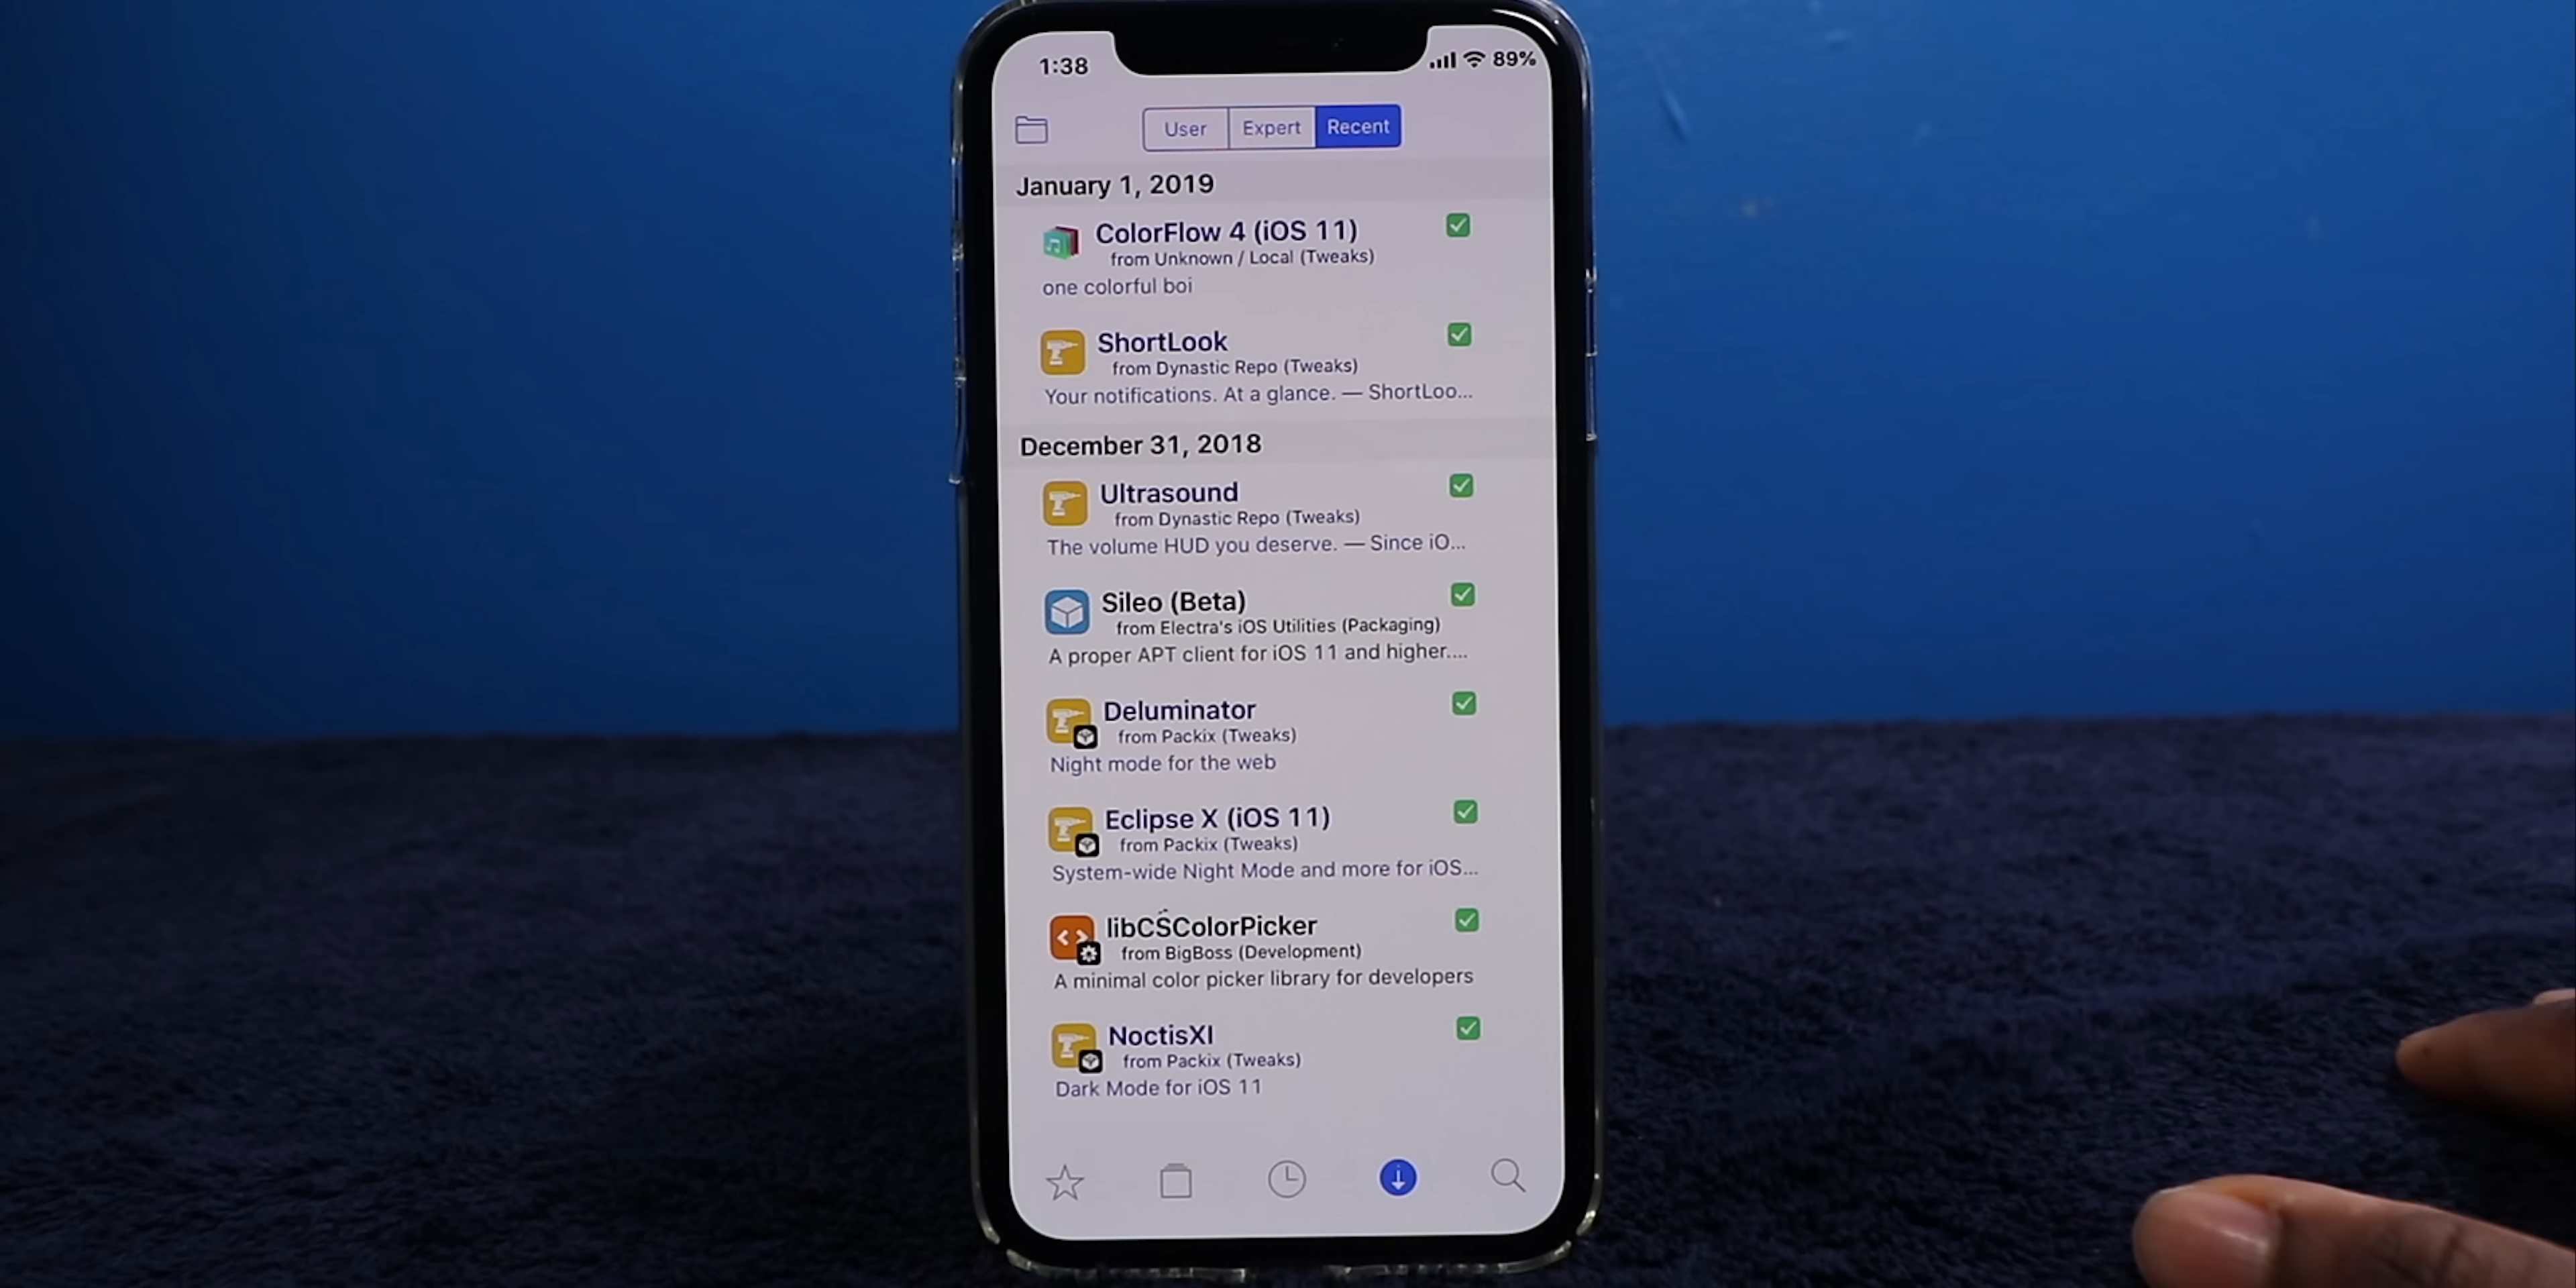 1:38
89%
User Expert Recent
January 1, 2019
ColorFlow 4 (iOS 11)
from Unknown / Local (Tweaks)
one colorful boi
ShortLook
from Dynastic Repo (Tweaks)
Your notifications. At a glance. — ShortLoo...
December 31, 2018
Ultrasound
from Dynastic Repo (Tweaks)
The volume HUD you deserve. — Since iO...
Sileo (Beta)
from Electra's iOS Utilities (Packaging)
A proper APT client for iOS 11 and higher....
Deluminator
from Packix (Tweaks)
Night mode for the web
Eclipse X (iOS 11)
from Packix (Tweaks)
System-wide Night Mode and more for iOS...
libCSColorPicker
from BigBoss (Development)
A minimal color picker library for developers
NoctisXI
from Packix (Tweaks)
Dark Mode for iOS 11